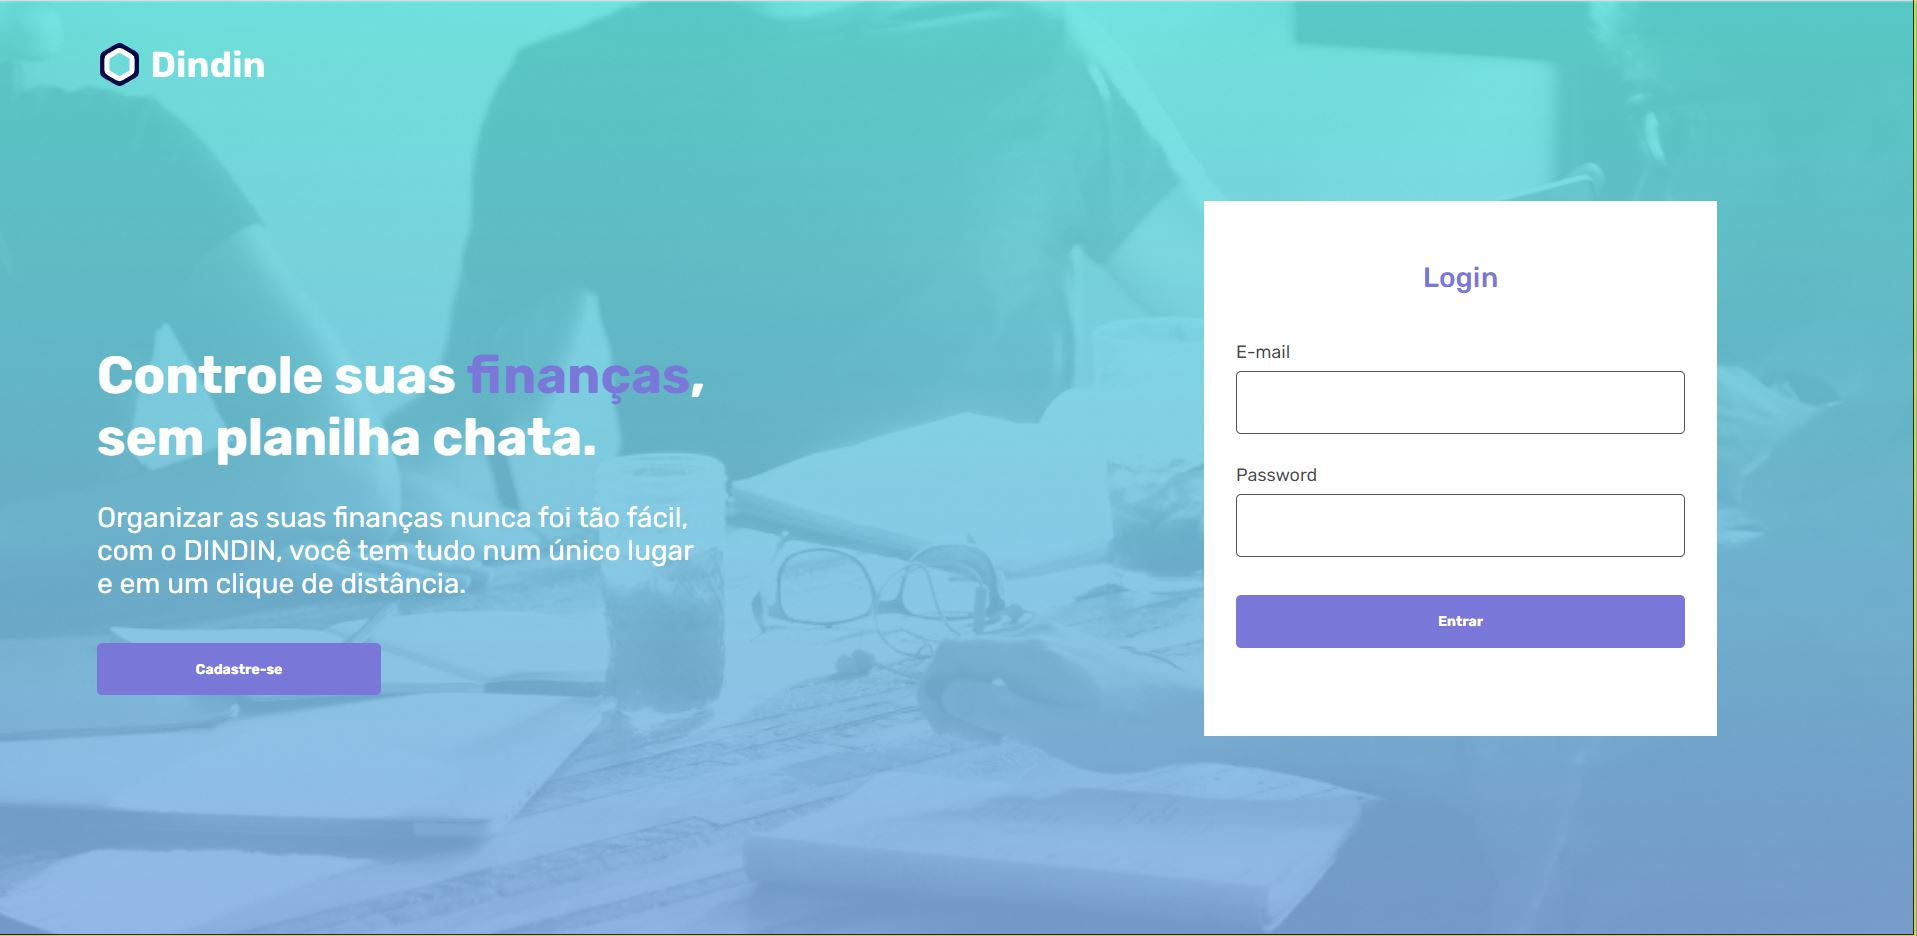 Dindin
Controle suas finanças,
sem planilha chata.
Organizar as suas finanças nunca foi tão fácil,
com o DINDIN, você tem tudo num único lugar
e em um clique de distância.
Cadastre-se
Login
E-mail
Password
Entrar